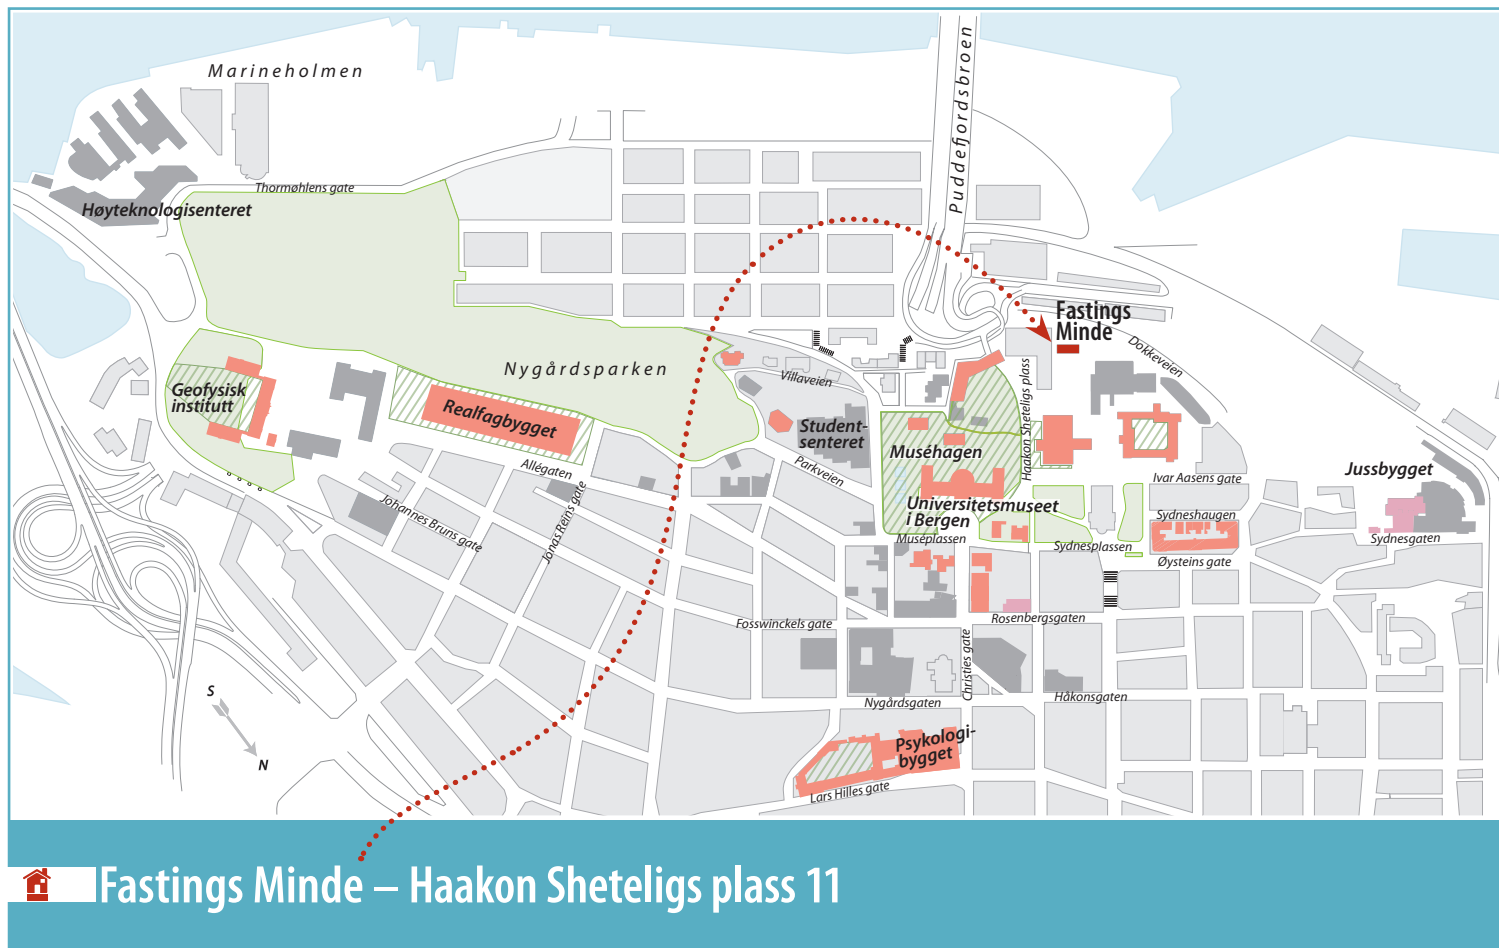 Marineholmen
Puddefjordsbroen
Thormøhlens gate
Høyteknologisenteret
Fastings
Minde
Dokkeveien
Nygårdsparken
Villaveien
Haakon Sheteligs plass
Geofysisk
institutt
Realfagbygget
Student-
senteret
Muséhagen
Jussbygget
Allégaten
Parkveien
Ivar Aasens gate
Johannes Bruns gate
Jonas Reins gate
Universitetsmuseet
i Bergen
Sydneshaugen
Muséplassen
Sydnesplassen
Sydnesgaten
Øysteins gate
Fosswinckels gate
Rosenbergsgaten
Christies gate
Nygårdsgaten
Håkonsgaten
S
N
Psykologi-
bygget
Lars Hilles gate
Fastings Minde – Haakon Sheteligs plass 11